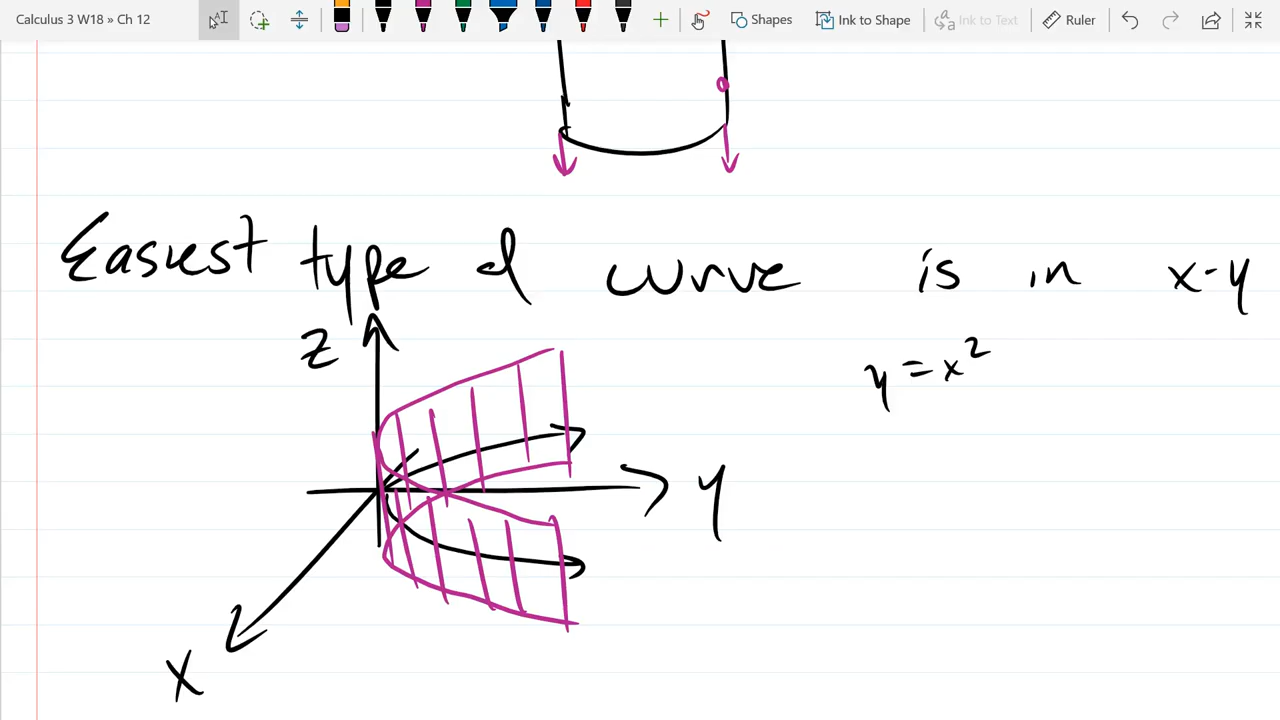 Calculus 3 W18 » Ch 12
Shapes
Ink to Shape
Ink to Text
Ruler
Easiest type of curve is in x-y
y = x²
z
y
x